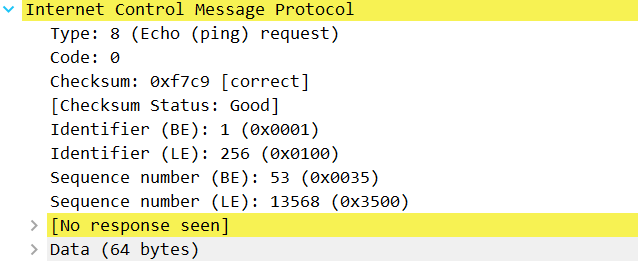 Internet Control Message Protocol
Type: 8 (Echo (ping) request)
Code: 0
Checksum: 0xf7c9 [correct]
[Checksum Status: Good]
Identifier (BE): 1 (0x0001)
Identifier (LE): 256 (0x0100)
Sequence number (BE): 53 (0x0035)
Sequence number (LE): 13568 (0x3500)
[No response seen]
Data (64 bytes)